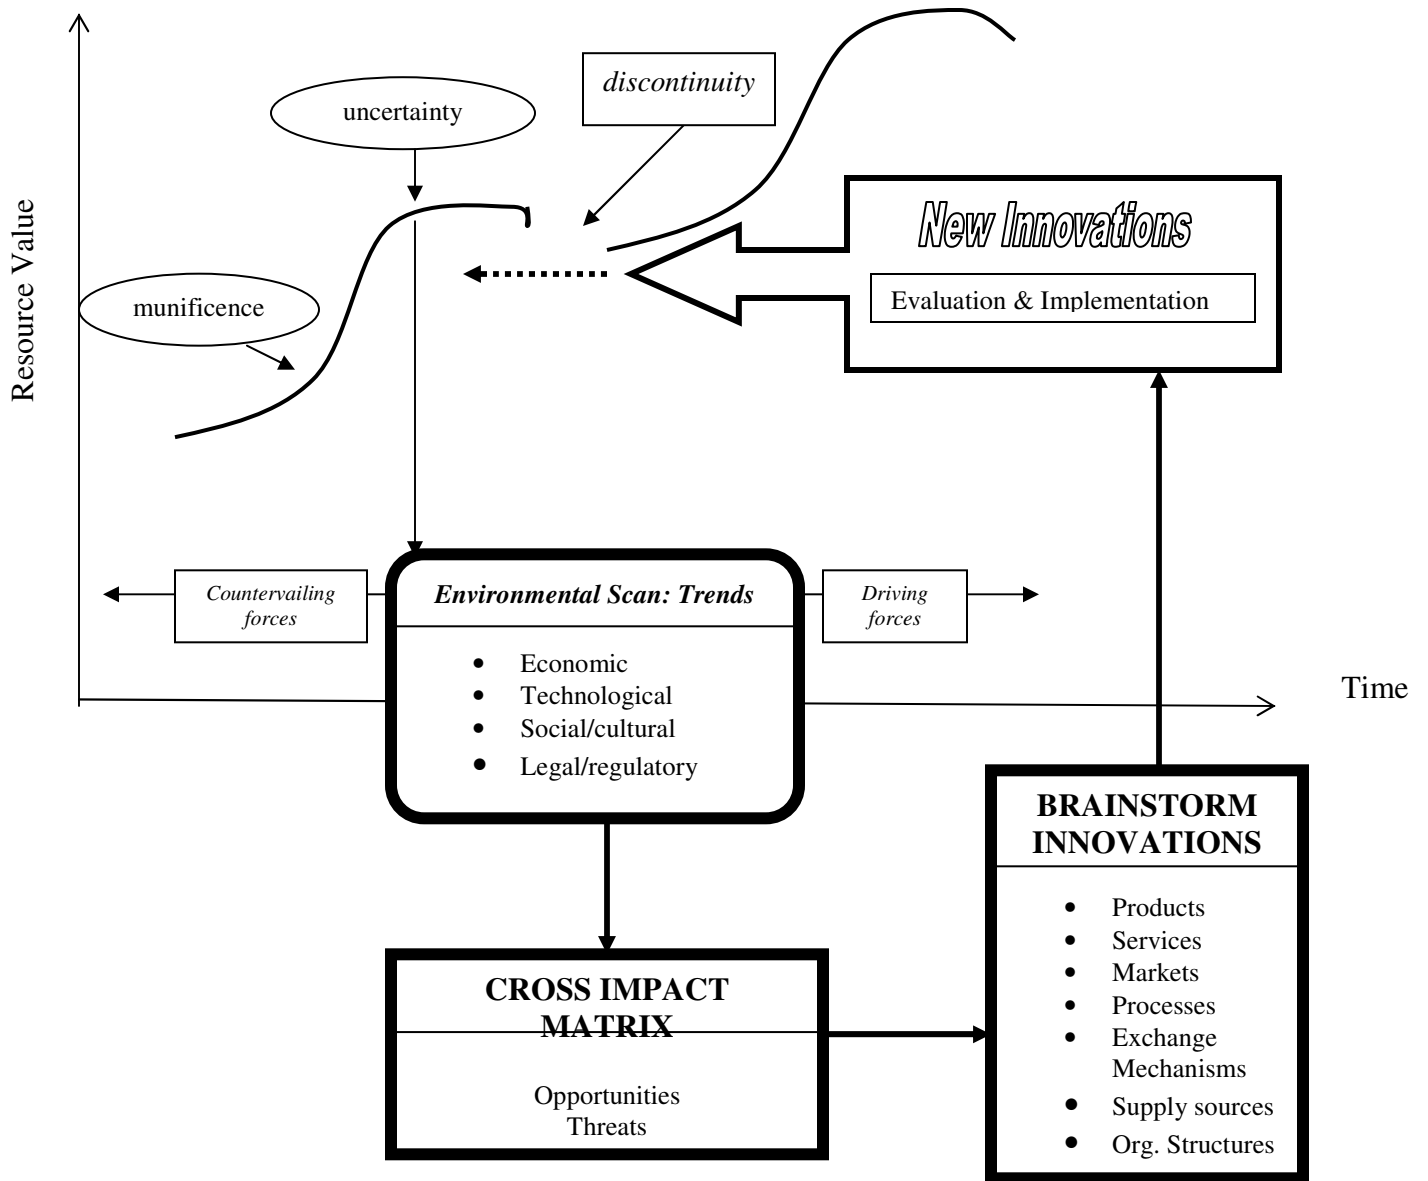 discontinuity
uncertainty
Resource Value
New Innovations
munificence
Evaluation & Implementation
Countervailing
forces
Environmental Scan: Trends
Driving
forces
• Economic
• Technological
• Social/cultural
• Legal/regulatory
Time
BRAINSTORM
INNOVATIONS
• Products
• Services
• Markets
• Processes
• Exchange
Mechanisms
• Supply sources
• Org. Structures
CROSS IMPACT
MATRIX
Opportunities
Threats